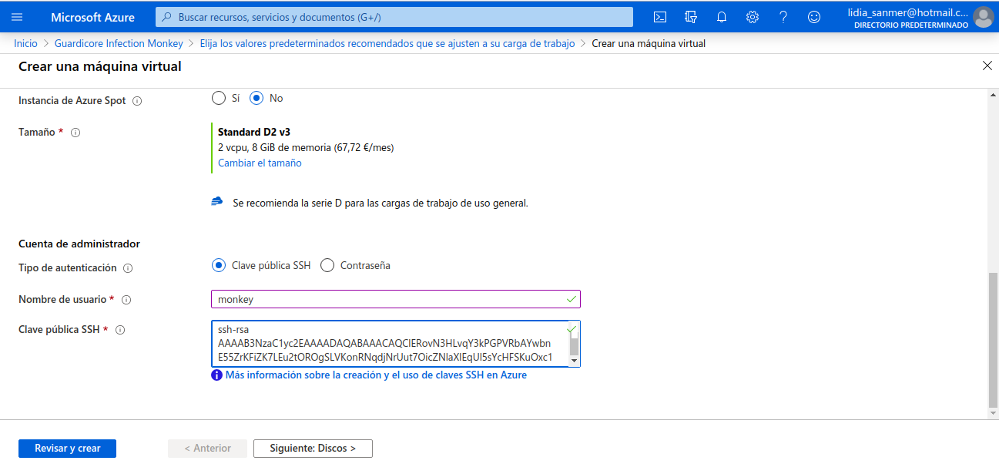 Microsoft Azure
Buscar recursos, servicios y documentos (G+/)
lidia_sanmer@hotmail.c...
DIRECTORIO PREDETERMINADO
Inicio > Guardicore Infection Monkey > Elija los valores predeterminados recomendados que se ajusten a su carga de trabajo > Crear una máquina virtual
Crear una máquina virtual
Instancia de Azure Spot
Sí No
Tamaño *
Standard D2 v3
2 vcpu, 8 GiB de memoria (67,72 €/mes)
Cambiar el tamaño
Se recomienda la serie D para las cargas de trabajo de uso general.
Cuenta de administrador
Tipo de autenticación
Clave pública SSH Contraseña
Nombre de usuario *
monkey
Clave pública SSH *
ssh-rsa
AAAAB3NzaC1yc2EAAAADAQABAAACAQClERovN3HLvqY3kPGPVRbAYwbn
E55ZrKFiZK7LEu2tOROgSLVKonRNqdjNrUut7OicZNlaXlEqUl5sYcHFSKuOxc1
Más información sobre la creación y el uso de claves SSH en Azure
Revisar y crear
< Anterior
Siguiente: Discos >